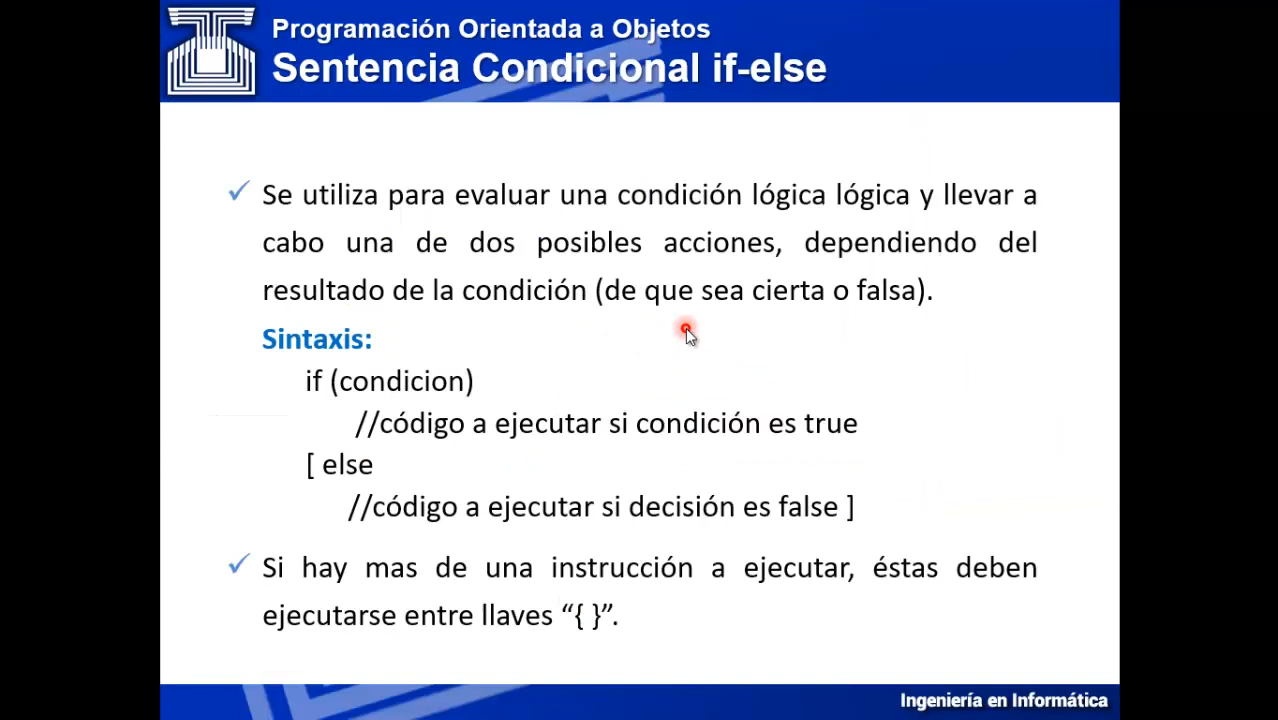 Programación Orientada a Objetos
Sentencia Condicional if-else
Se utiliza para evaluar una condición lógica lógica y llevar a
cabo una de dos posibles acciones, dependiendo del
resultado de la condición (de que sea cierta o falsa).
Sintaxis:
if (condicion)
//código a ejecutar si condición es true
[ else
//código a ejecutar si decisión es false ]
Si hay mas de una instrucción a ejecutar, éstas deben
ejecutarse entre llaves “{ }”.
Ingeniería en Informática